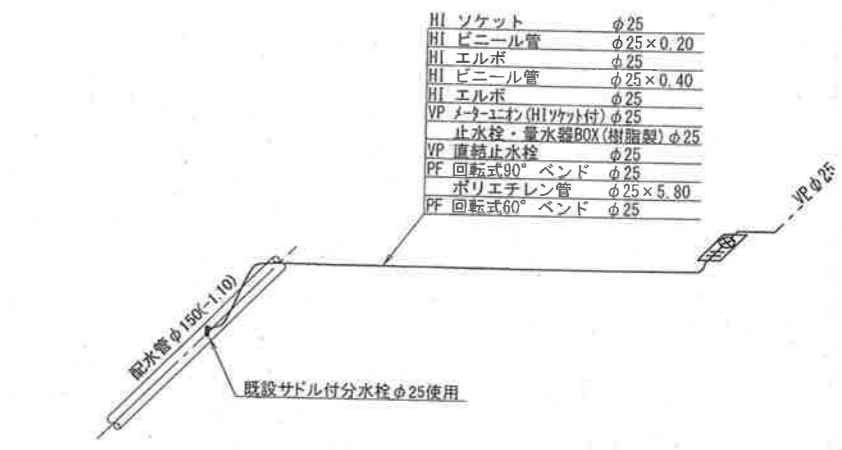 HI ソケット φ25
HI ビニール管 φ25×0.20
HI エルボ φ25
HI ビニール管 φ25×0.40
HI エルボ φ25
VP メーターユニオン(HIソケット付) φ25
止水栓・量水器BOX(樹脂製) φ25
VP 直結止水栓 φ25
PF 回転式90° ベンド φ25
ポリエチレン管 φ25×5.80
PF 回転式60° ベンド φ25
VP φ25
配水管φ150(-1.10)
既設サドル付分水栓φ25使用